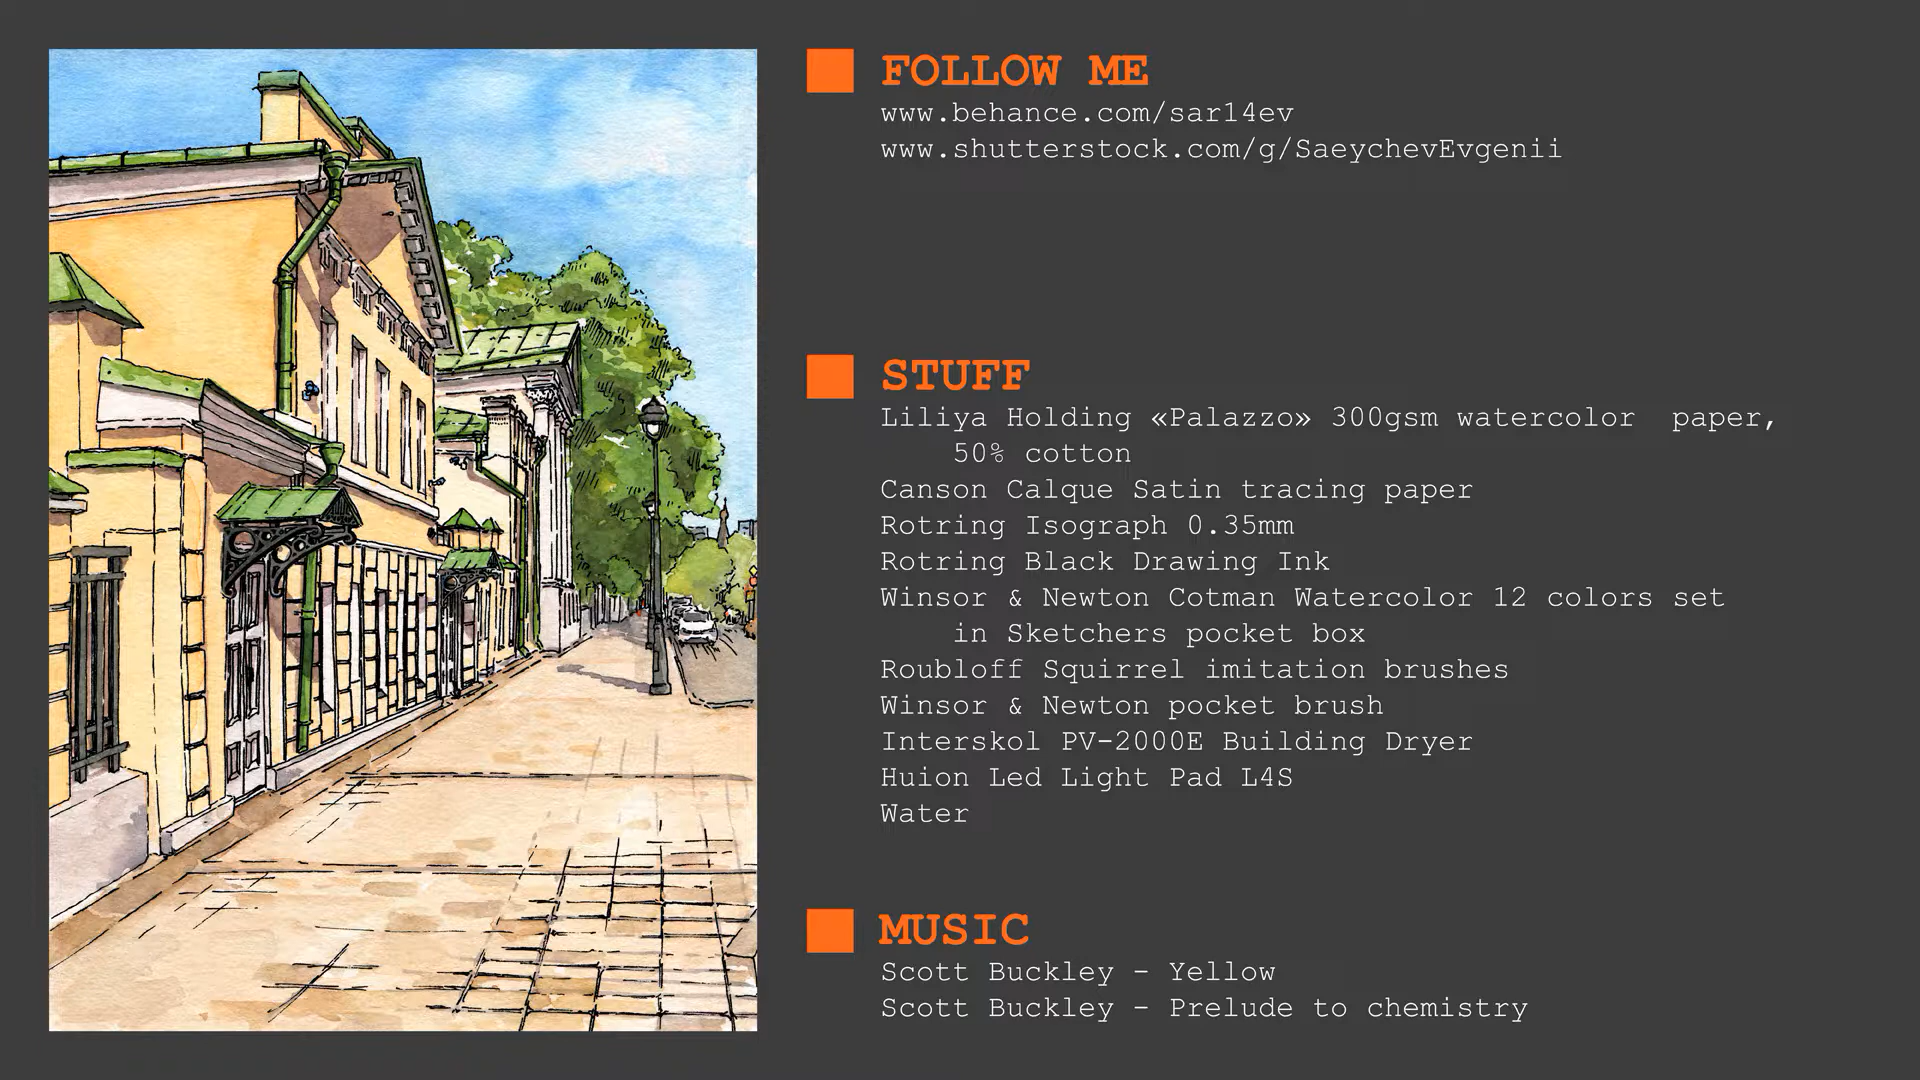 FOLLOW ME
www.behance.com/sar14ev
www.shutterstock.com/g/SaeychevEvgenii
STUFF
Liliya Holding «Palazzo» 300gsm watercolor  paper,
50% cotton
Canson Calque Satin tracing paper
Rotring Isograph 0.35mm
Rotring Black Drawing Ink
Winsor & Newton Cotman Watercolor 12 colors set
in Sketchers pocket box
Roubloff Squirrel imitation brushes
Winsor & Newton pocket brush
Interskol PV-2000E Building Dryer
Huion Led Light Pad L4S
Water
MUSIC
Scott Buckley - Yellow
Scott Buckley - Prelude to chemistry